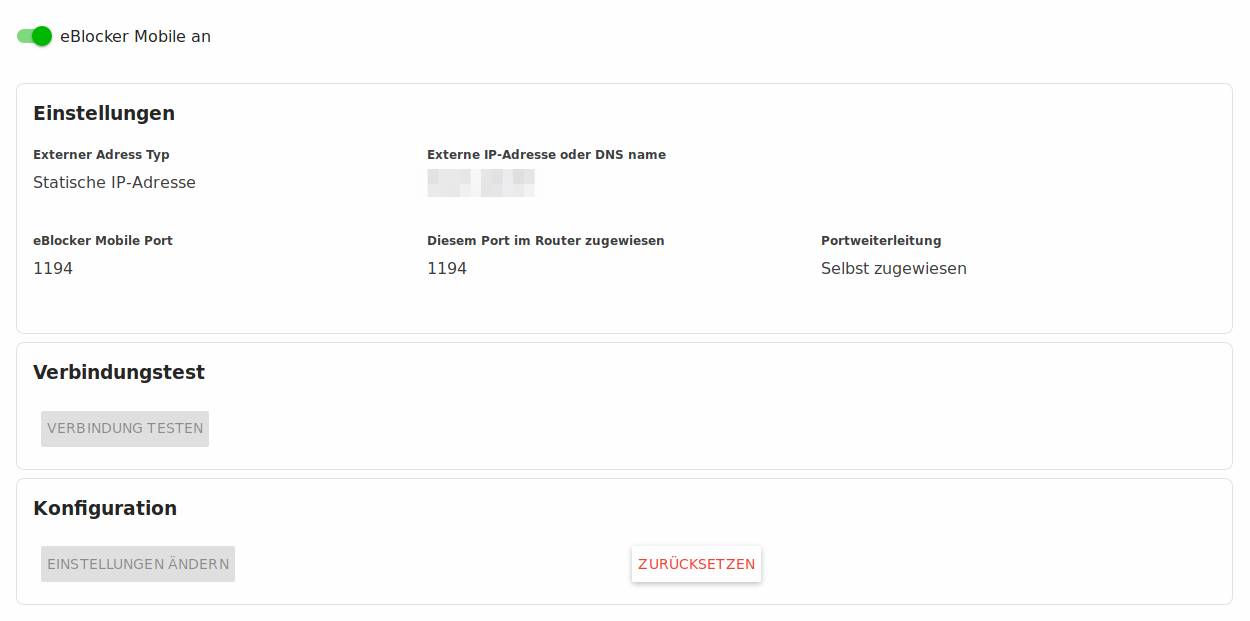 eBlocker Mobile an
Einstellungen
Externer Adress Typ
Externe IP-Adresse oder DNS name
Statische IP-Adresse
eBlocker Mobile Port
Diesem Port im Router zugewiesen
Portweiterleitung
1194
1194
Selbst zugewiesen
Verbindungstest
VERBINDUNG TESTEN
Konfiguration
EINSTELLUNGEN ÄNDERN
ZURÜCKSETZEN